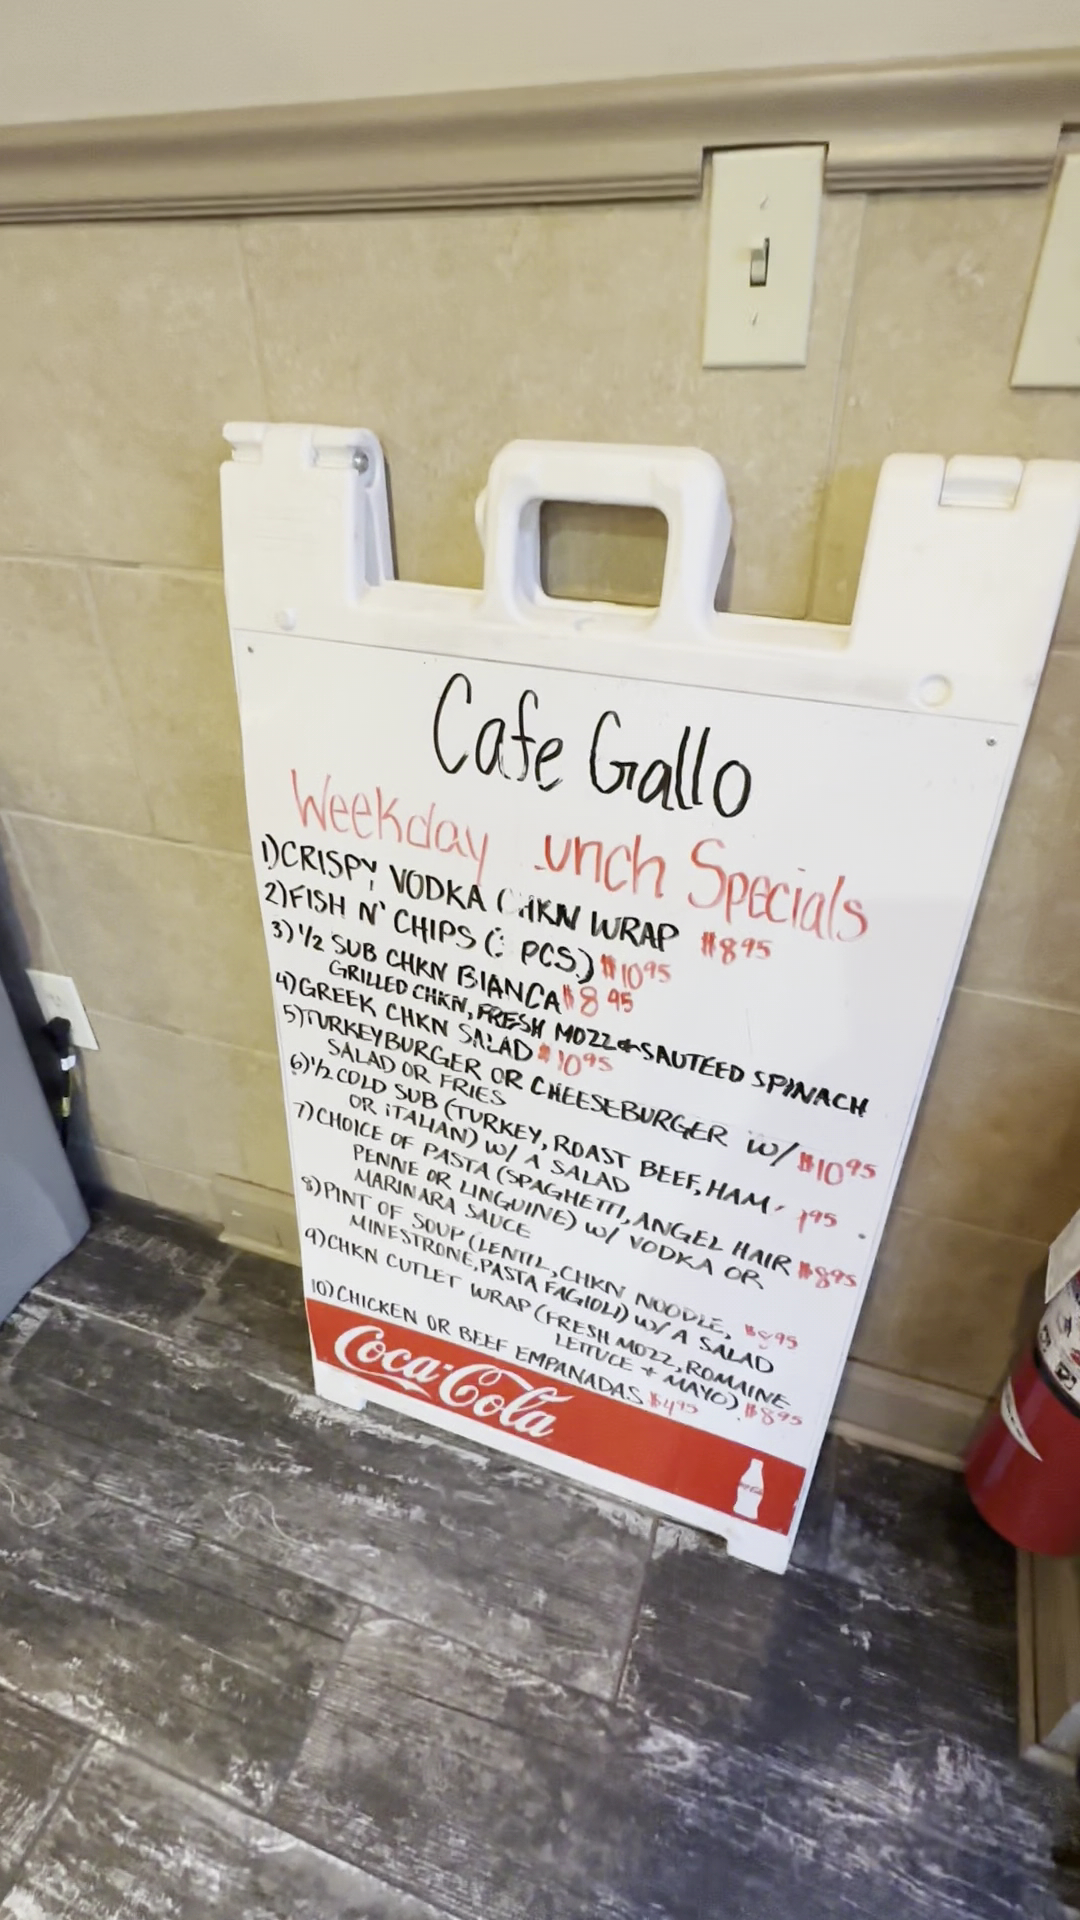 Cafe Gallo
Weekday unch Specials
1) CRISPY VODKA CHKN WRAP $8.95
2) FISH N' CHIPS ( PCS.) $10.95
3) 1/2 SUB CHKN BIANCA $8.95
GRILLED CHKN, FRESH MOZZ & SAUTEED SPINACH
4) GREEK CHKN SALAD $10.95
5) TURKEYBURGER OR CHEESEBURGER W/
SALAD OR FRIES $10.95
6) 1/2 COLD SUB (TURKEY, ROAST BEEF, HAM,
OR ITALIAN) W/ A SALAD 95
7) CHOICE OF PASTA (SPAGHETTI, ANGEL HAIR
PENNE OR LINGUINE) W/ VODKA OR
MARINARA SAUCE $8.95
8) PINT OF SOUP (LENTIL, CHKN NOODLE,
MINESTRONE, PASTA FAGIOLI) W/ A SALAD 95
9) CHKN CUTLET WRAP (FRESH MOZZ, ROMAINE
LETTUCE + MAYO) $8.95
10) CHICKEN OR BEEF EMPANADAS $4.95
Coca-Cola